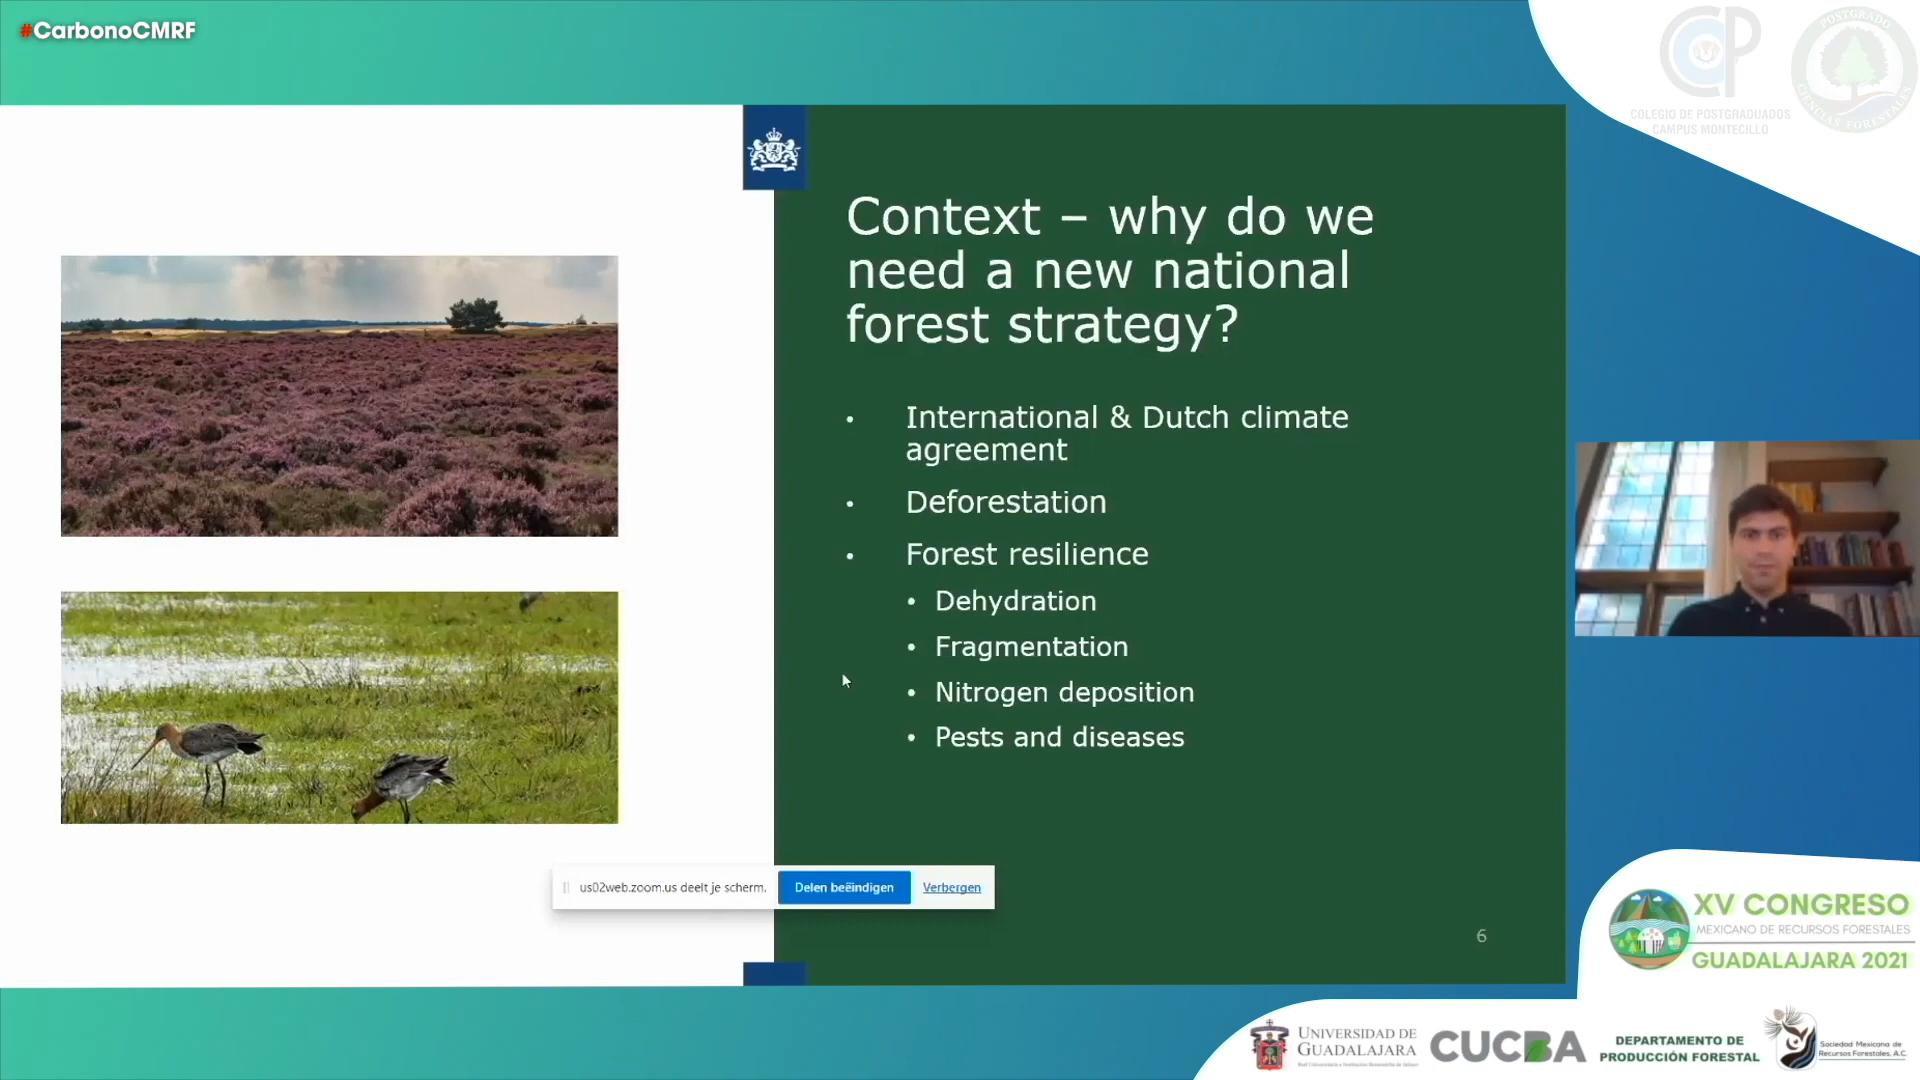 #CarbonoCMRF
COLEGIO DE POSTGRADUADOS
CAMPUS MONTECILLO
POSTGRADO
CIENCIAS FORESTALES
Context – why do we
need a new national
forest strategy?
• International & Dutch climate
agreement
• Deforestation
• Forest resilience
• Dehydration
• Fragmentation
• Nitrogen deposition
• Pests and diseases
us02web.zoom.us deelt je scherm.
Delen beëindigen
Verbergen
6
XV CONGRESO
MEXICANO DE RECURSOS FORESTALES
GUADALAJARA 2021
UNIVERSIDAD DE
GUADALAJARA
CUCBA
DEPARTAMENTO DE
PRODUCCIÓN FORESTAL
Sociedad Mexicana de
Recursos Forestales, A.C.